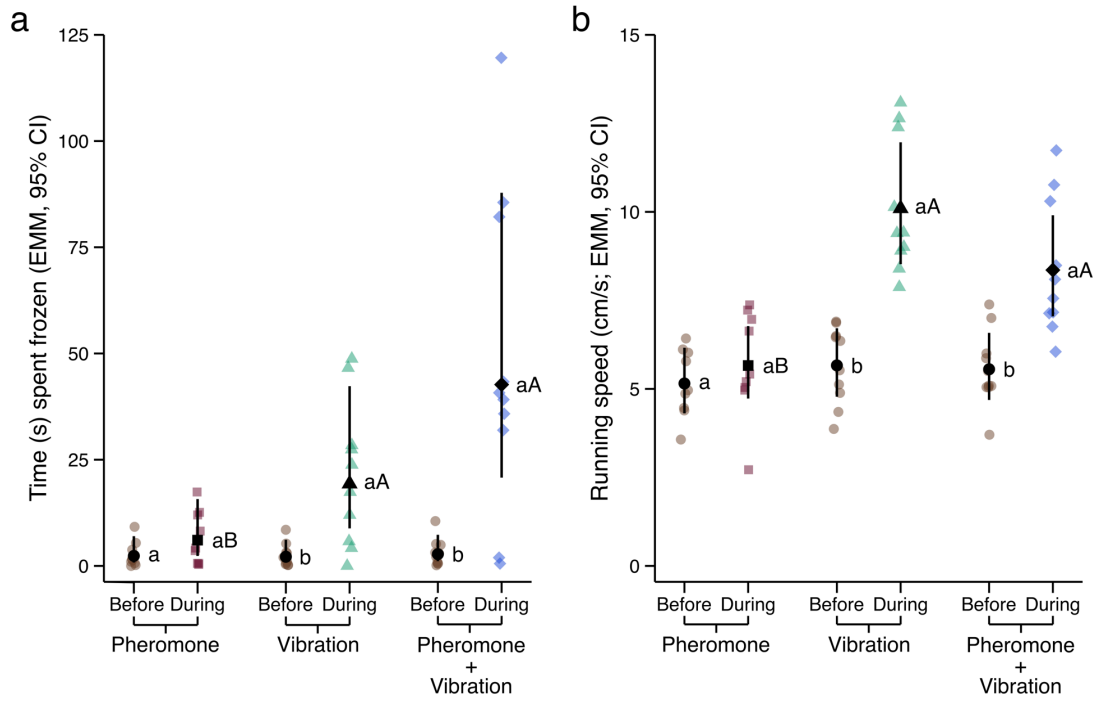 a
Time (s) spent frozen (EMM, 95% CI)
125
100
75
50
25
0
a
aB
b
aA
b
aA
Before During Before During Before During
Pheromone Vibration Pheromone
+
Vibration
b
Running speed (cm/s; EMM, 95% CI)
15
10
5
0
a
aB
b
aA
b
aA
Before During Before During Before During
Pheromone Vibration Pheromone
+
Vibration